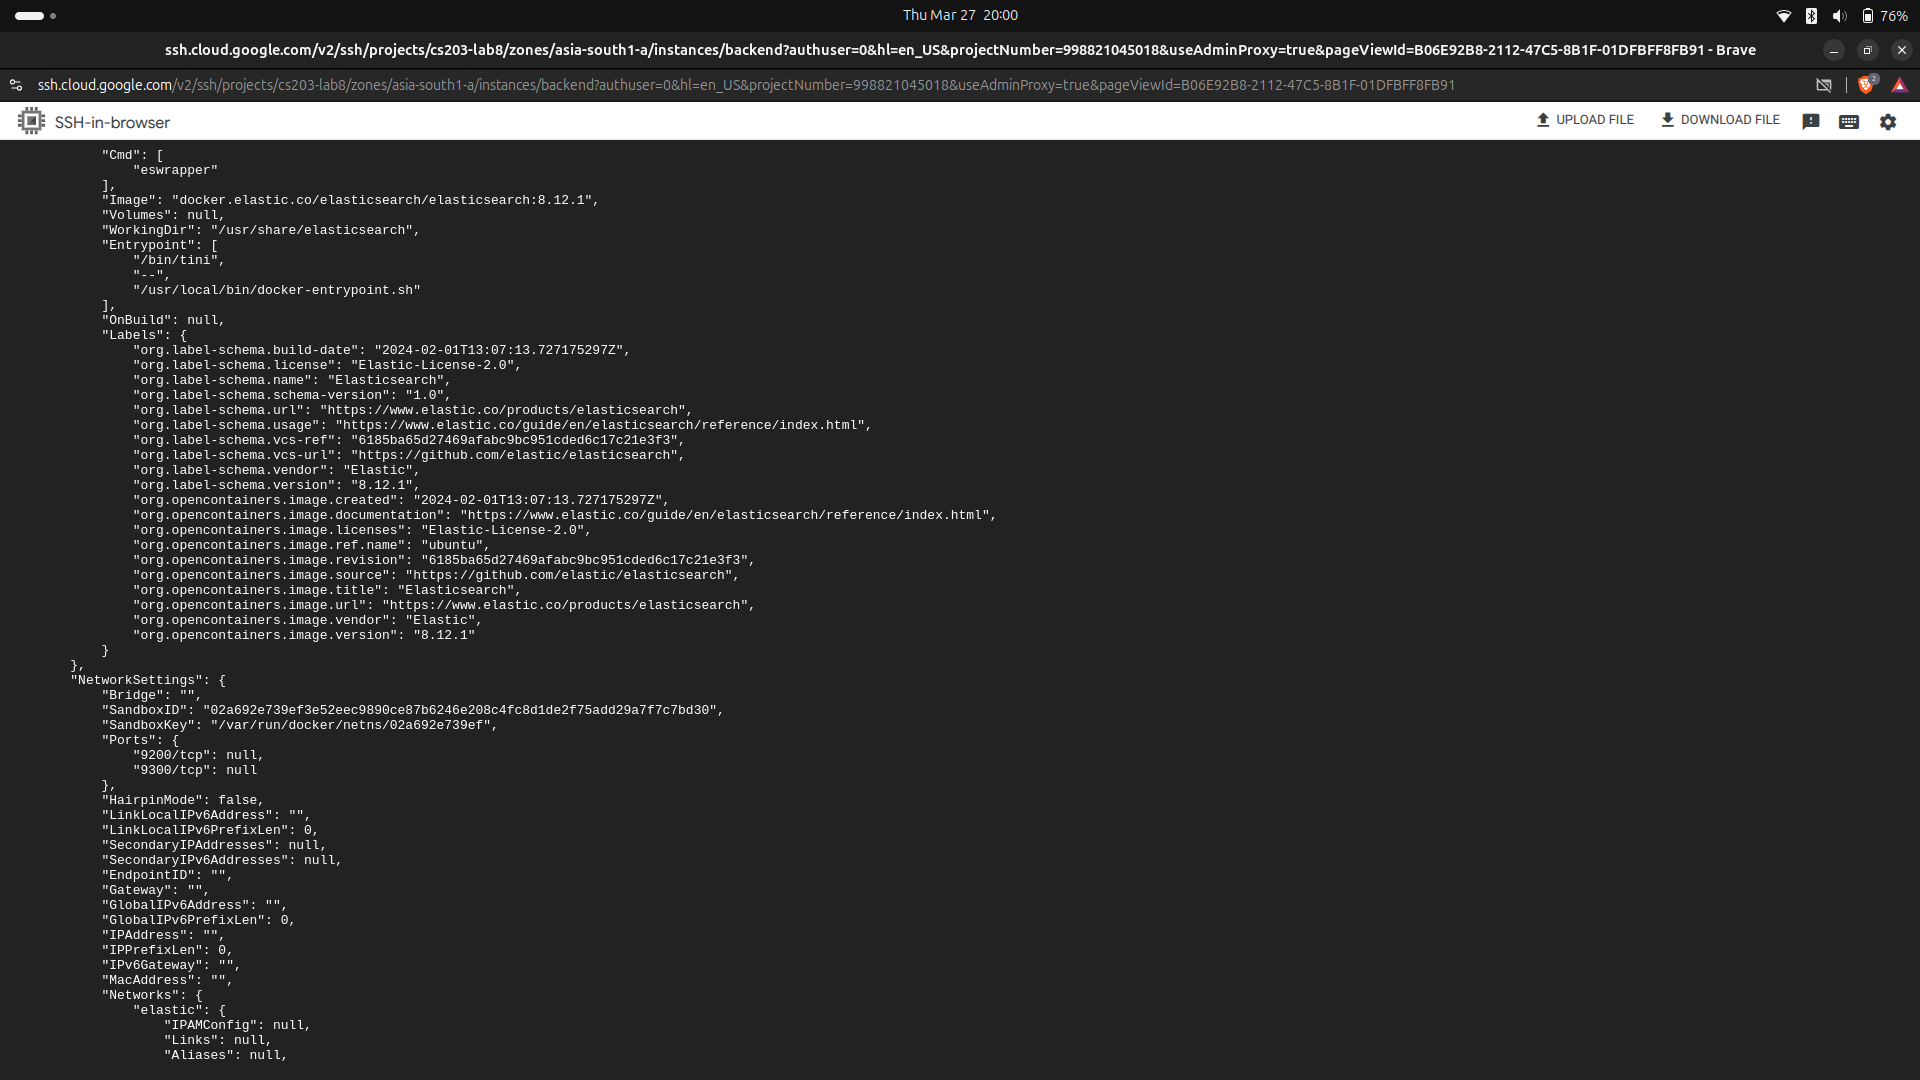 Thu Mar 27  20:00
76%
ssh.cloud.google.com/v2/ssh/projects/cs203-lab8/zones/asia-south1-a/instances/backend?authuser=0&hl=en_US&projectNumber=998821045018&useAdminProxy=true&pageViewId=B06E92B8-2112-47C5-8B1F-01DFBFF8FB91 - Brave
ssh.cloud.google.com/v2/ssh/projects/cs203-lab8/zones/asia-south1-a/instances/backend?authuser=0&hl=en_US&projectNumber=998821045018&useAdminProxy=true&pageViewId=B06E92B8-2112-47C5-8B1F-01DFBFF8FB91
2
SSH-in-browser
UPLOAD FILE
DOWNLOAD FILE
"Cmd": [
"eswrapper"
],
"Image": "docker.elastic.co/elasticsearch/elasticsearch:8.12.1",
"Volumes": null,
"WorkingDir": "/usr/share/elasticsearch",
"Entrypoint": [
"/bin/tini",
"--",
"/usr/local/bin/docker-entrypoint.sh"
],
"OnBuild": null,
"Labels": {
"org.label-schema.build-date": "2024-02-01T13:07:13.727175297Z",
"org.label-schema.license": "Elastic-License-2.0",
"org.label-schema.name": "Elasticsearch",
"org.label-schema.schema-version": "1.0",
"org.label-schema.url": "https://www.elastic.co/products/elasticsearch",
"org.label-schema.usage": "https://www.elastic.co/guide/en/elasticsearch/reference/index.html",
"org.label-schema.vcs-ref": "6185ba65d27469afabc9bc951cded6c17c21e3f3",
"org.label-schema.vcs-url": "https://github.com/elastic/elasticsearch",
"org.label-schema.vendor": "Elastic",
"org.label-schema.version": "8.12.1",
"org.opencontainers.image.created": "2024-02-01T13:07:13.727175297Z",
"org.opencontainers.image.documentation": "https://www.elastic.co/guide/en/elasticsearch/reference/index.html",
"org.opencontainers.image.licenses": "Elastic-License-2.0",
"org.opencontainers.image.ref.name": "ubuntu",
"org.opencontainers.image.revision": "6185ba65d27469afabc9bc951cded6c17c21e3f3",
"org.opencontainers.image.source": "https://github.com/elastic/elasticsearch",
"org.opencontainers.image.title": "Elasticsearch",
"org.opencontainers.image.url": "https://www.elastic.co/products/elasticsearch",
"org.opencontainers.image.vendor": "Elastic",
"org.opencontainers.image.version": "8.12.1"
}
},
"NetworkSettings": {
"Bridge": "",
"SandboxID": "02a692e739ef3e52eec9890ce87b6246e208c4fc8d1de2f75add29a7f7c7bd30",
"SandboxKey": "/var/run/docker/netns/02a692e739ef",
"Ports": {
"9200/tcp": null,
"9300/tcp": null
},
"HairpinMode": false,
"LinkLocalIPv6Address": "",
"LinkLocalIPv6PrefixLen": 0,
"SecondaryIPAddresses": null,
"SecondaryIPv6Addresses": null,
"EndpointID": "",
"Gateway": "",
"GlobalIPv6Address": "",
"GlobalIPv6PrefixLen": 0,
"IPAddress": "",
"IPPrefixLen": 0,
"IPv6Gateway": "",
"MacAddress": "",
"Networks": {
"elastic": {
"IPAMConfig": null,
"Links": null,
"Aliases": null,